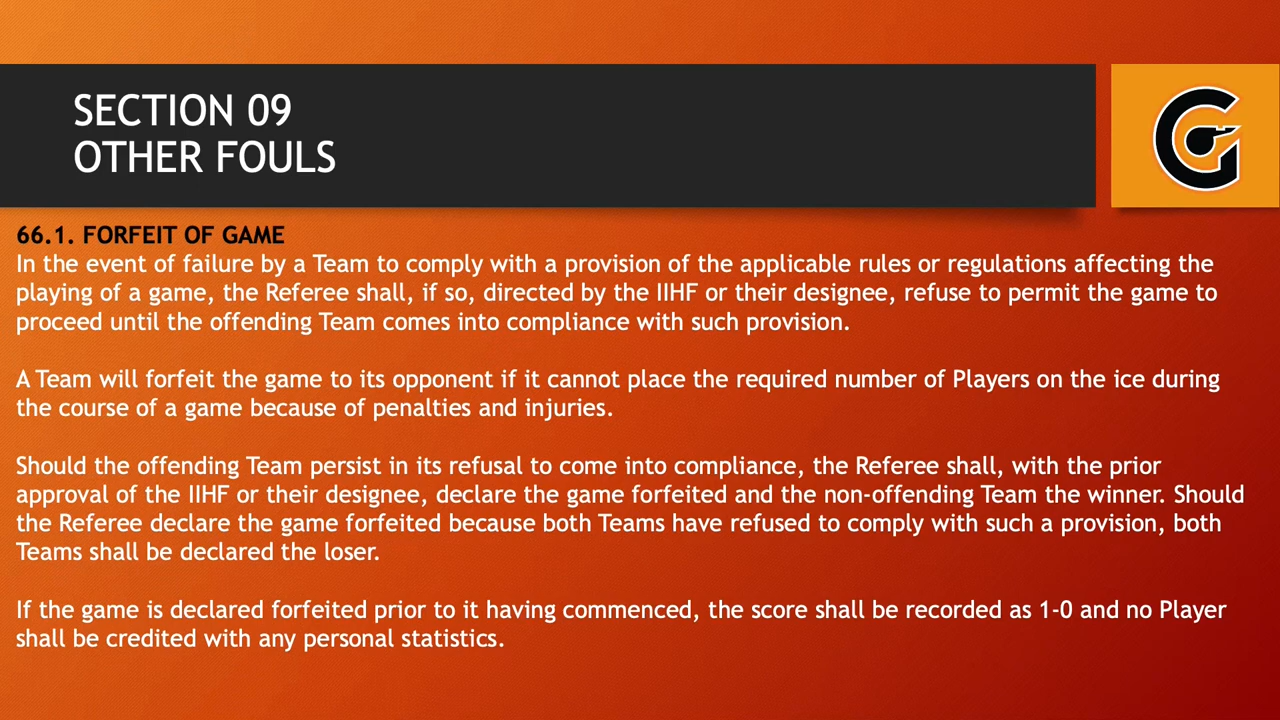 SECTION 09
OTHER FOULS
66.1. FORFEIT OF GAME
In the event of failure by a Team to comply with a provision of the applicable rules or regulations affecting the
playing of a game, the Referee shall, if so, directed by the IIHF or their designee, refuse to permit the game to
proceed until the offending Team comes into compliance with such provision.
A Team will forfeit the game to its opponent if it cannot place the required number of Players on the ice during
the course of a game because of penalties and injuries.
Should the offending Team persist in its refusal to come into compliance, the Referee shall, with the prior
approval of the IIHF or their designee, declare the game forfeited and the non-offending Team the winner. Should
the Referee declare the game forfeited because both Teams have refused to comply with such a provision, both
Teams shall be declared the loser.
If the game is declared forfeited prior to it having commenced, the score shall be recorded as 1-0 and no Player
shall be credited with any personal statistics.